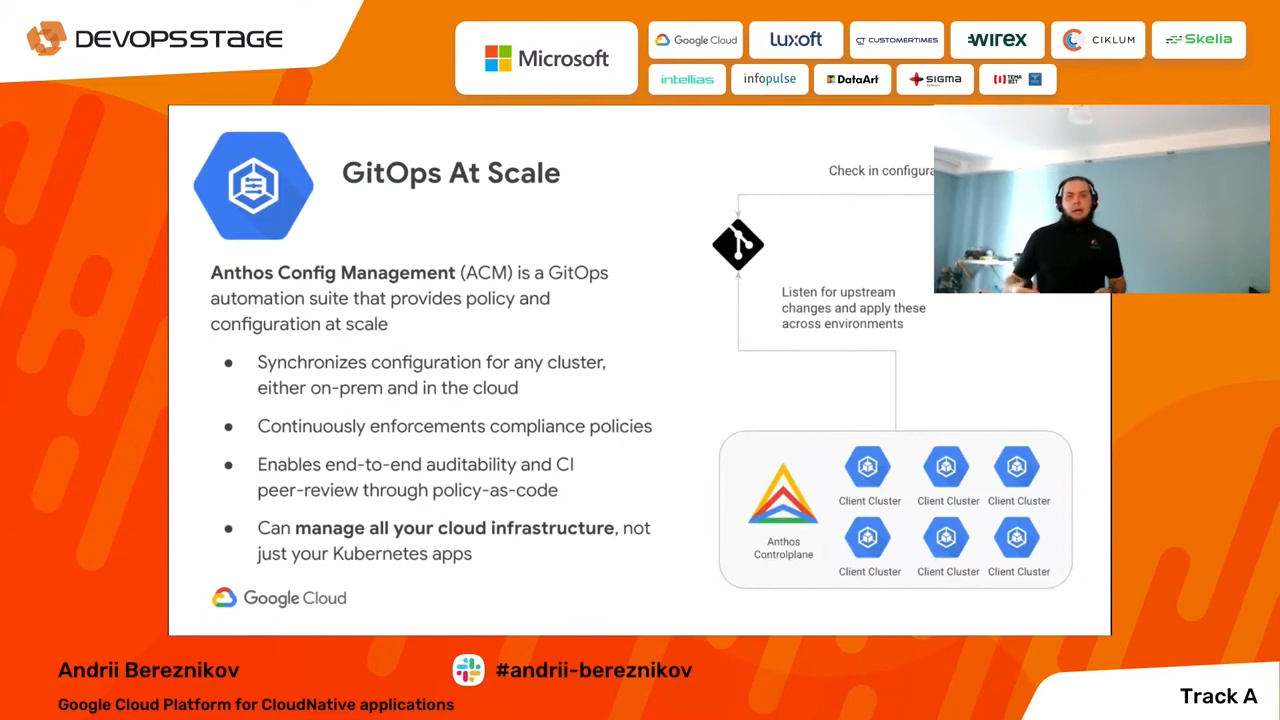 DEVOPSSTAGE
Microsoft
Google Cloud
Luxoft
CUSTOMERTIMES
WIREX
CIKLUM
Skelia
intellias
infopulse
DataArt
SIGMA
TEMA
BIT
GitOps At Scale
Anthos Config Management (ACM) is a GitOps
automation suite that provides policy and
configuration at scale
● Synchronizes configuration for any cluster,
either on-prem and in the cloud
● Continuously enforcements compliance policies
● Enables end-to-end auditability and CI
peer-review through policy-as-code
● Can manage all your cloud infrastructure, not
just your Kubernetes apps
Google Cloud
Check in configura
Listen for upstream
changes and apply these
across environments
Anthos
Controlplane
Client Cluster
Client Cluster
Client Cluster
Client Cluster
Client Cluster
Client Cluster
Andrii Bereznikov
#andrii-bereznikov
Google Cloud Platform for CloudNative applications
Track A